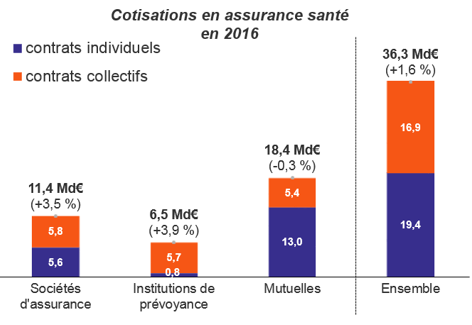 Cotisations en assurance santé
en 2016
contrats individuels
contrats collectifs
36,3 Md€
(+1,6 %)
16,9
19,4
18,4 Md€
(-0,3 %)
5,4
13,0
11,4 Md€
(+3,5 %)
5,8
5,6
6,5 Md€
(+3,9 %)
5,7
0,8
Sociétés
d'assurance
Institutions de
prévoyance
Mutuelles
Ensemble